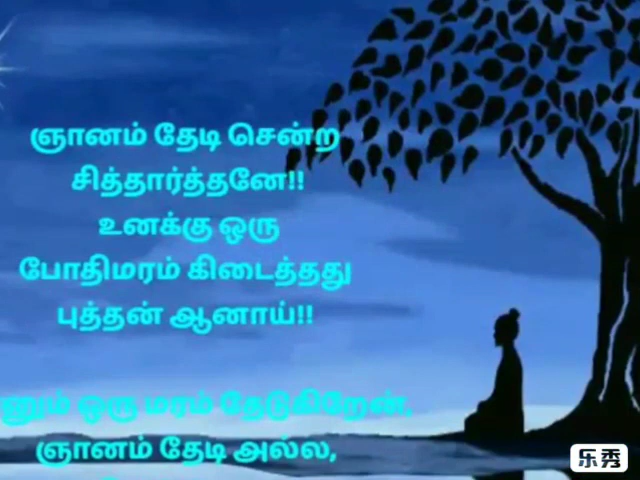 ஞானம் தேடி சென்ற
சித்தார்த்தனே!!
உனக்கு ஒரு
போதிமரம் கிடைத்தது
புத்தன் ஆனாய்!!
ஒரு மரம் தேடுகிறேன்,
ஞானம் தேடி அல்ல,
乐秀